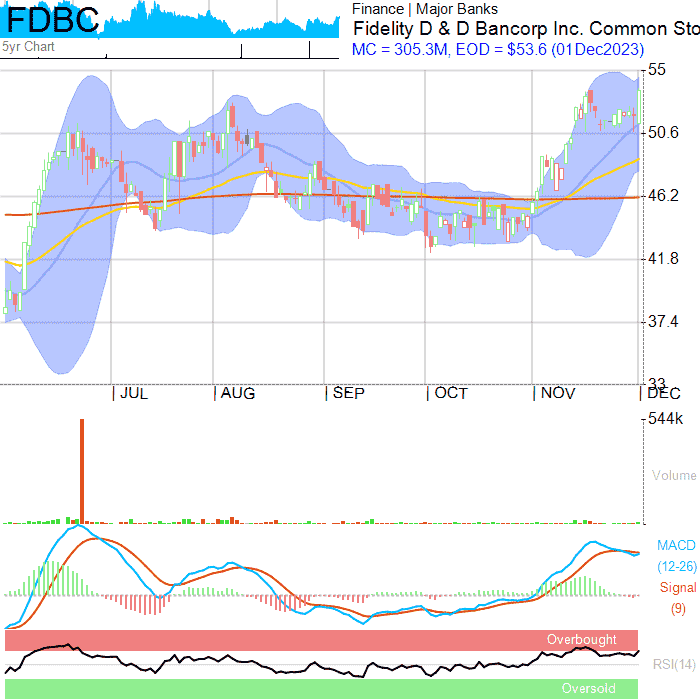 FDBC
5yr Chart
Finance | Major Banks
Fidelity D & D Bancorp Inc. Common Sto
MC = 305.3M, EOD = $53.6 (01Dec2023)
55
50.6
46.2
41.8
37.4
33
JUL AUG SEP OCT NOV DEC
544k
Volume
MACD
(12-26)
Signal
(9)
Overbought
RSI(14)
Oversold